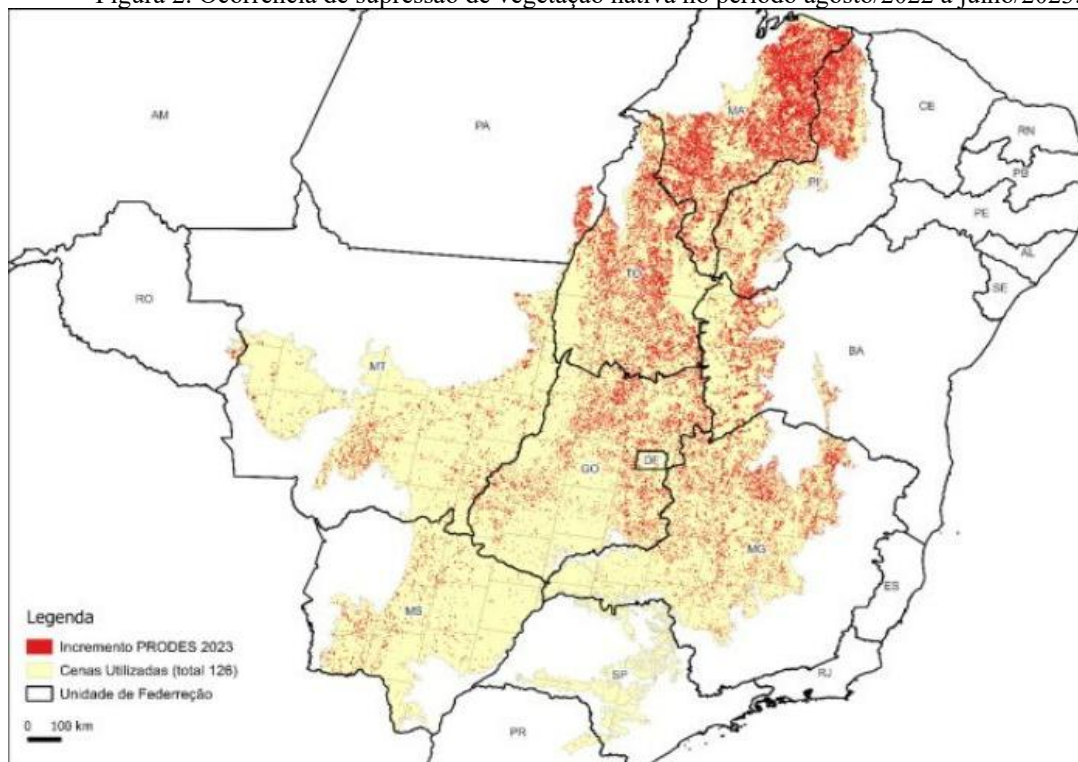 Figura 2. Ocorrência de supressão de vegetação nativa no período agosto/2022 a julho/2023.
AM
PA
MA
CE
RN
PB
PI
PE
AL
SE
TO
RO
BA
MT
DF
GO
MG
ES
MS
SP
RJ
PR
Legenda
Incremento PRODES 2023
Cenas Utilizadas (total 126)
Unidade de Federreção
0 100 km